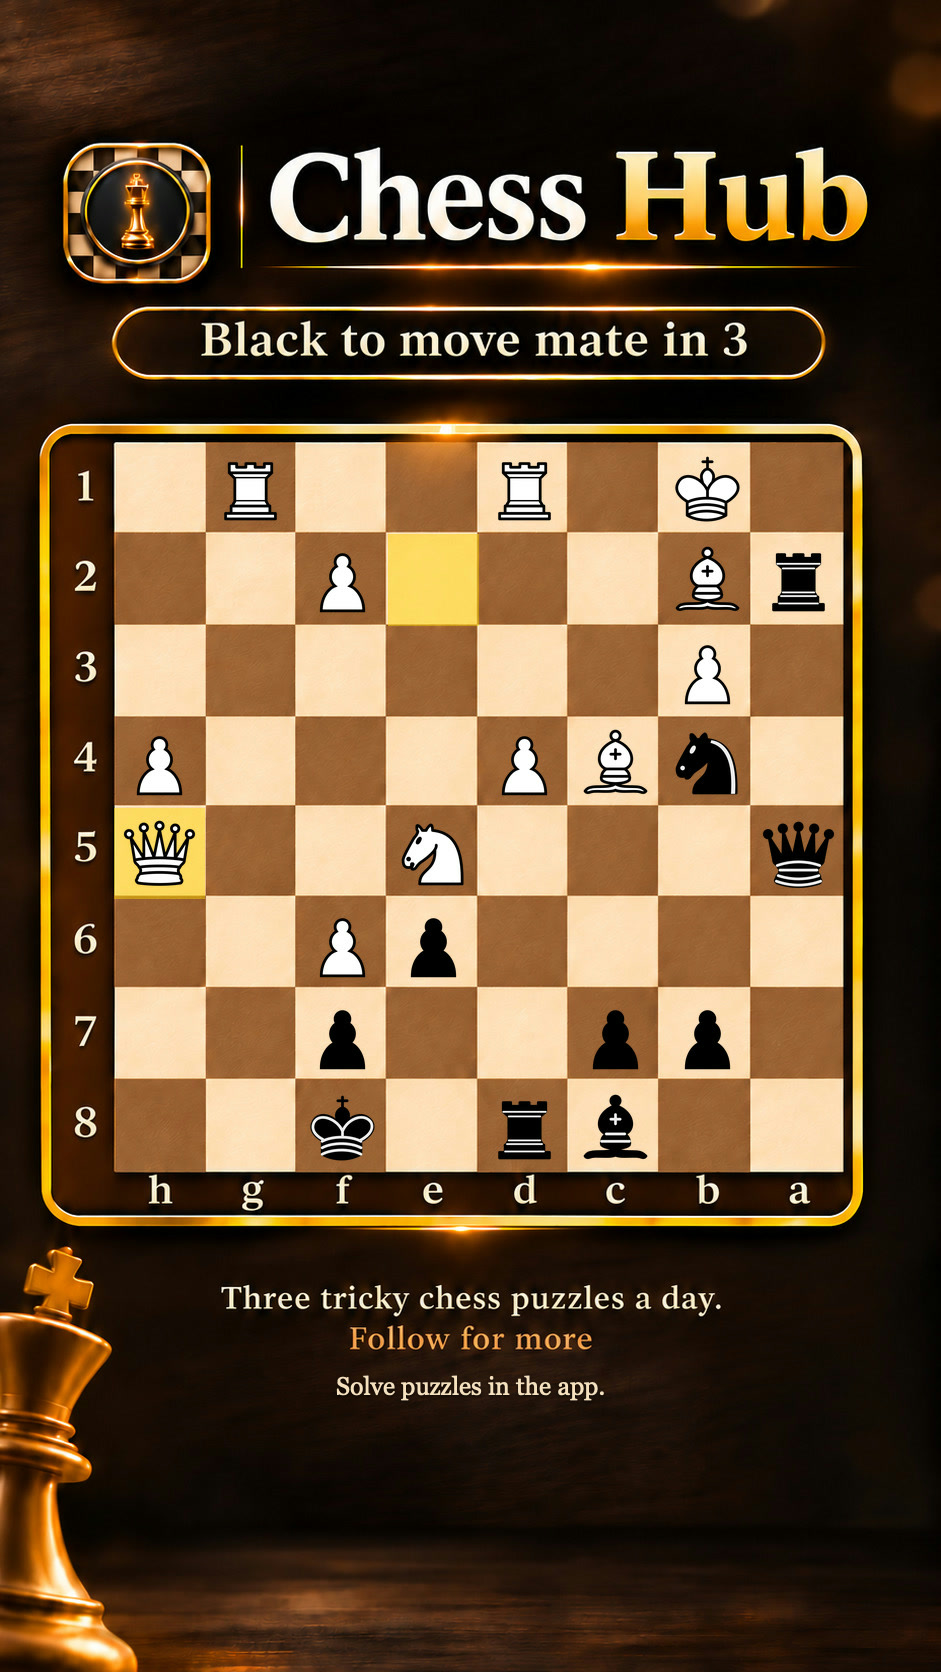 Chess Hub
Black to move mate in 3
1
2
3
4
5
6
7
8
h g f e d c b a
Three tricky chess puzzles a day.
Follow for more
Solve puzzles in the app.